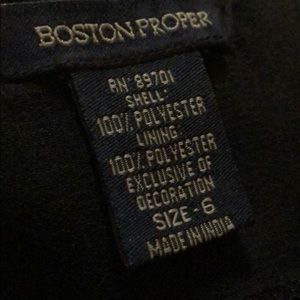 BOSTON PROPER
RN# 89701
SHELL:
100% POLYESTER
LINING:
100% POLYESTER
EXCLUSIVE OF
DECORATION
SIZE - 6
MADE IN INDIA